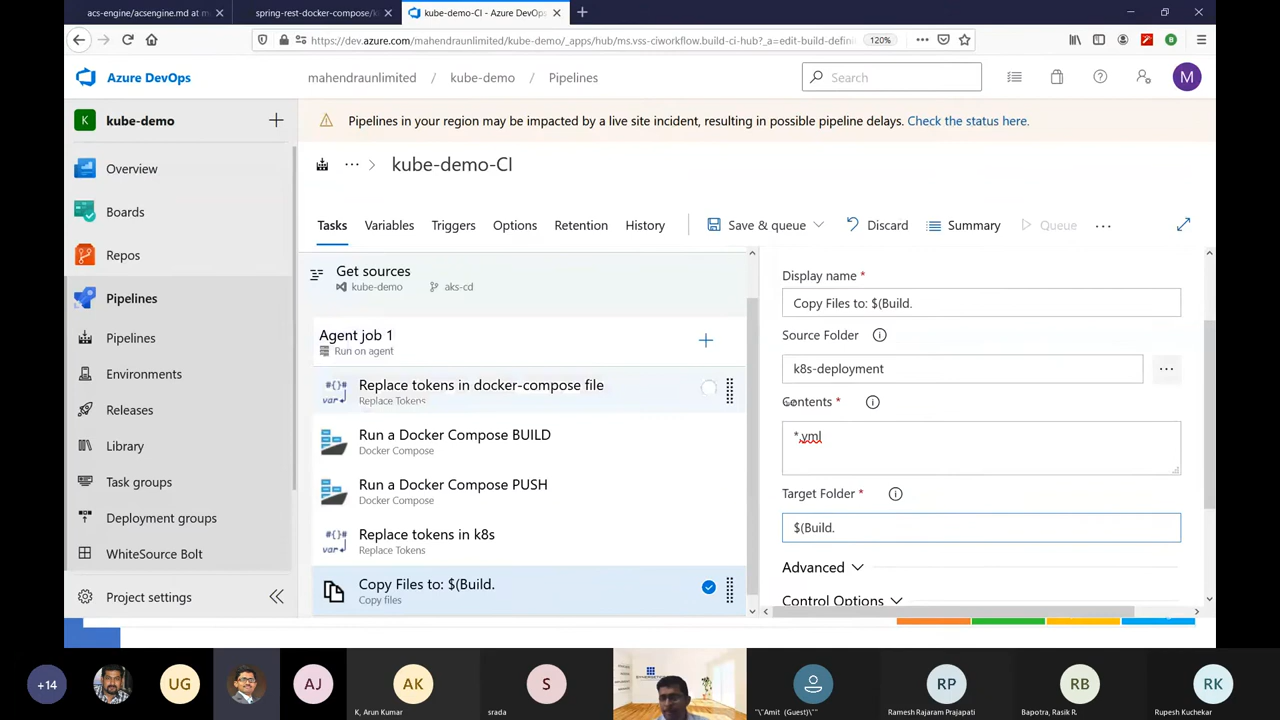 acs-engine/acsengine.md at m
spring-rest-docker-compose/k
kube-demo-CI - Azure DevOps
https://dev.azure.com/mahendraunlimited/kube-demo/_apps/hub/ms.vss-ciworkflow.build-ci-hub?_a=edit-build-defini
120%
Azure DevOps
mahendraunlimited / kube-demo / Pipelines
Search
M
K
kube-demo
Pipelines in your region may be impacted by a live site incident, resulting in possible pipeline delays. Check the status here.
Overview
Boards
Repos
Pipelines
Pipelines
Environments
Releases
Library
Task groups
Deployment groups
WhiteSource Bolt
Project settings
kube-demo-CI
Tasks Variables Triggers Options Retention History Save & queue Discard Summary Queue
Get sources
kube-demo aks-cd
Agent job 1
Run on agent
Replace tokens in docker-compose file
Replace Tokens
Run a Docker Compose BUILD
Docker Compose
Run a Docker Compose PUSH
Docker Compose
Replace tokens in k8s
Replace Tokens
Copy Files to: $(Build.
Copy files
Display name *
Copy Files to: $(Build.
Source Folder
k8s-deployment
Contents *
*.yml
Target Folder *
$(Build.
Advanced
Control Options
+14
UG
AJ
AK
K, Arun Kumar
S
srada
"\"Amit (Guest)\""
RP
Ramesh Rajaram Prajapati
RB
Bapotra, Rasik R.
RK
Rupesh Kuchekar